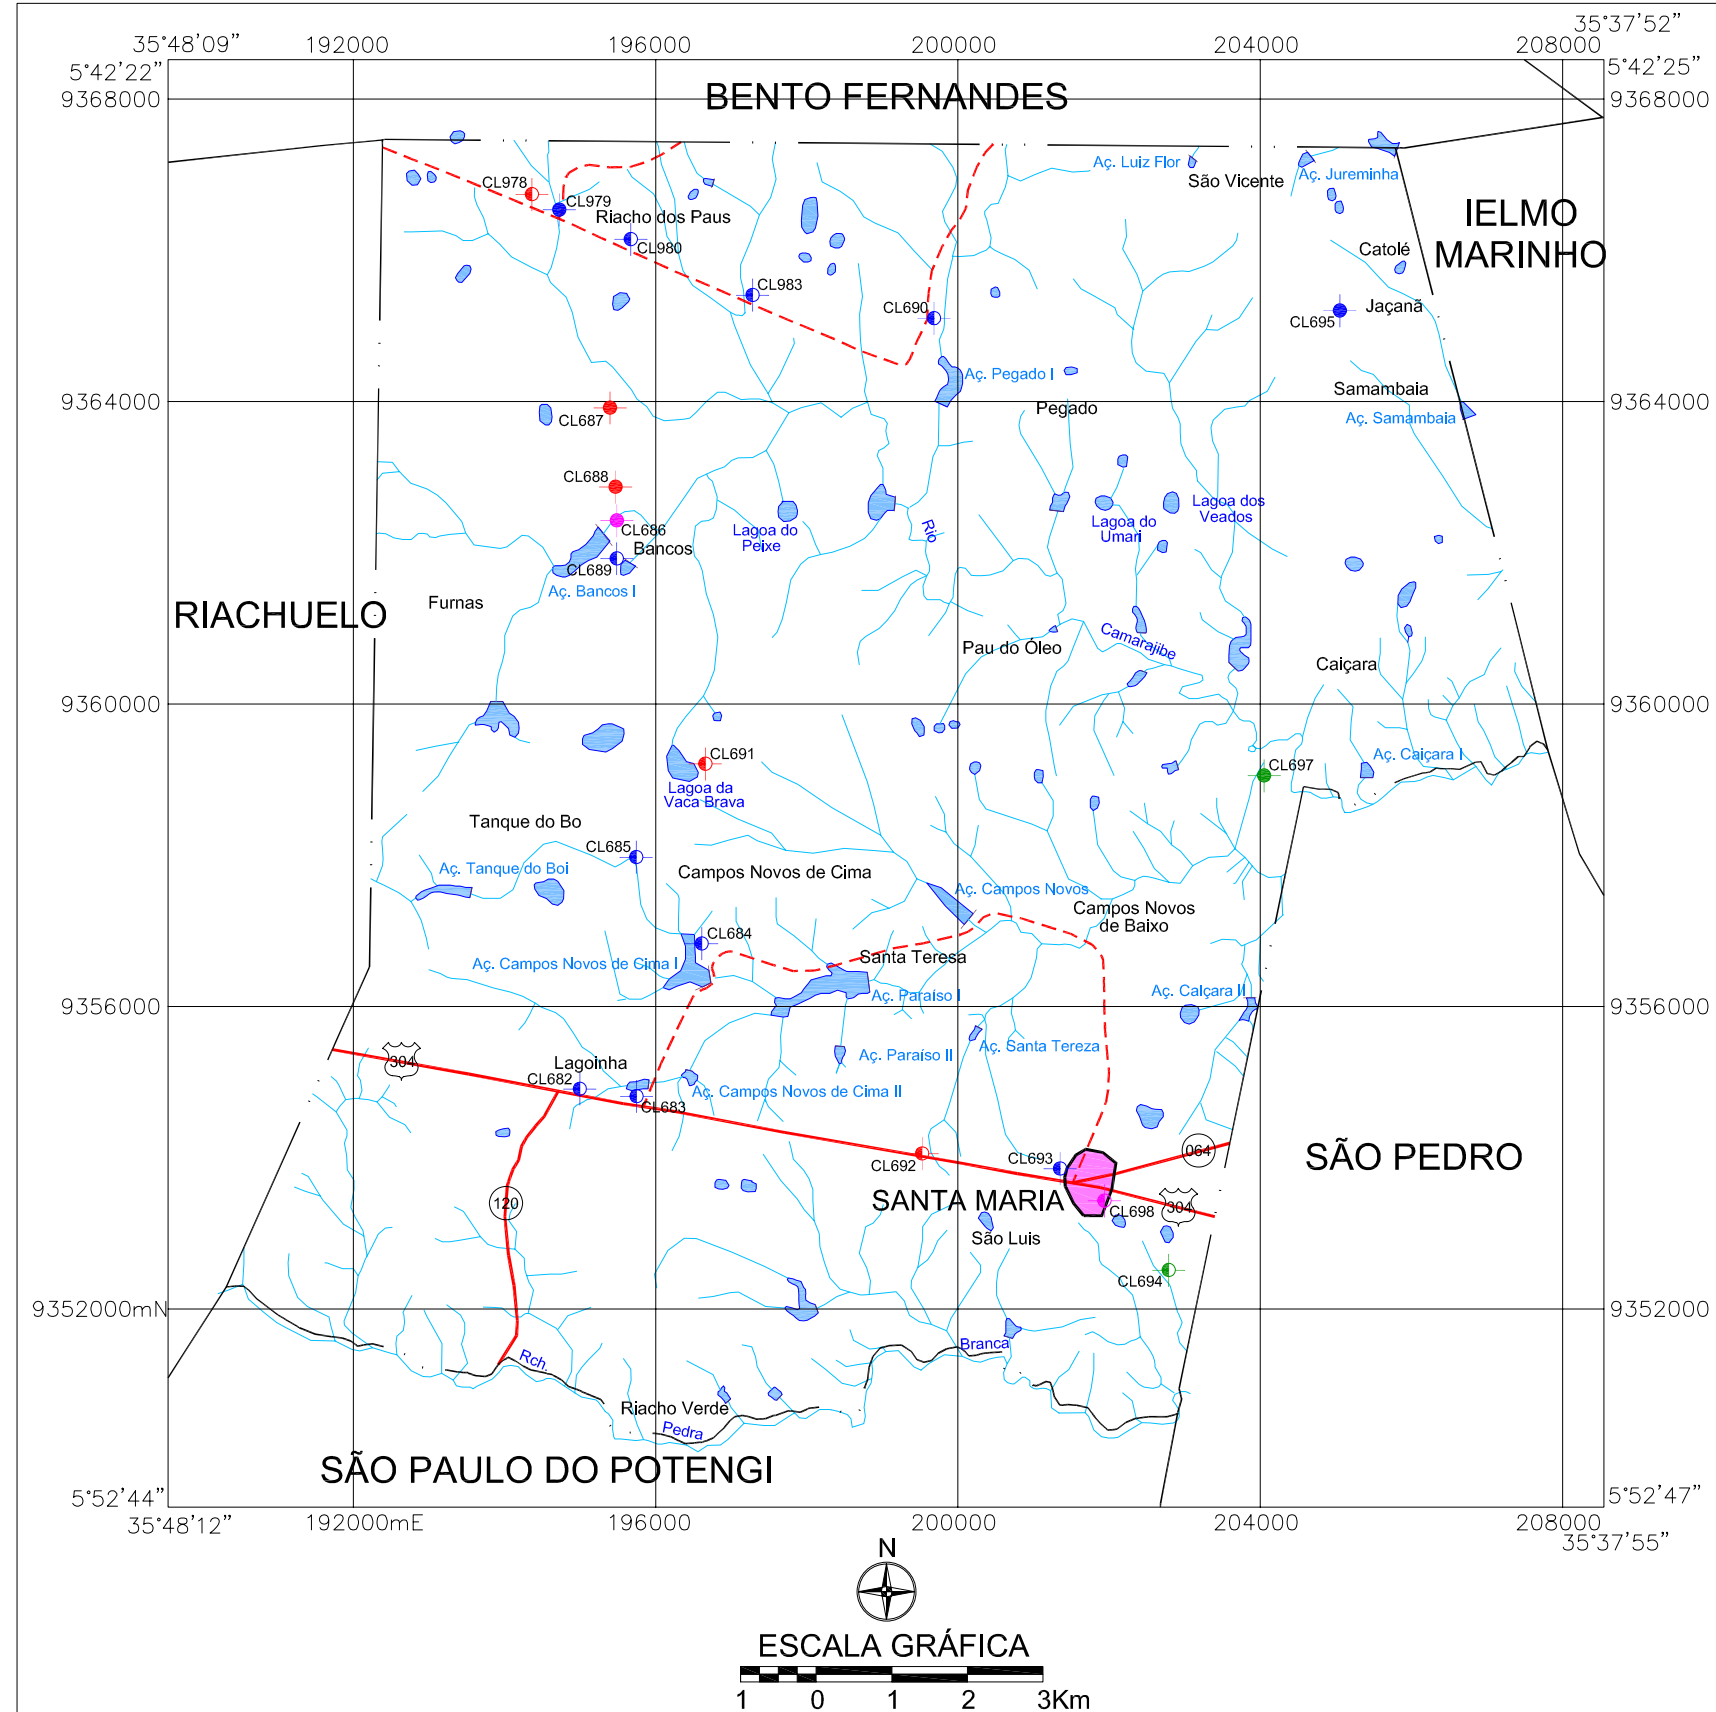 35°37'52"
35°48'09" 192000 196000 200000 204000 208000
5°42'22" 5°42'25"
9368000 BENTO FERNANDES 9368000
Aç. Luiz Flor
Aç. Jureminha
São Vicente
CL978
CL979
Riacho dos Paus
CL980
IELMO
MARINHO
Catolé
CL983
CL690
Jaçanã
CL695
Aç. Pegado I
Samambaia
9364000 9364000
Pegado
Aç. Samambaia
CL687
CL688
CL686
Lagoa do
Peixe
Rio
Lagoa do
Umari
Lagoa dos
Veados
Bancos
CL689
Aç. Bancos I
Furnas
RIACHUELO
Pau do Óleo
Camarajibe
Caiçara
9360000 9360000
CL691
Lagoa da
Vaca Brava
Aç. Caiçara I
CL697
Tanque do Bo
CL685
Aç. Tanque do Boi
Campos Novos de Cima
Aç. Campos Novos
Campos Novos
de Baixo
CL684
Santa Teresa
Aç. Campos Novos de Cima I
Aç. Paraíso I
Aç. Caiçara II
9356000 9356000
Aç. Paraíso II
Aç. Santa Tereza
304
Lagoinha
CL682
CL683
Aç. Campos Novos de Cima II
064
SÃO PEDRO
CL692
CL693
120
SANTA MARIA
CL698
304
São Luis
CL694
9352000mN 9352000
Branca
Rch.
Riacho Verde
Pedra
SÃO PAULO DO POTENGI
5°52'44" 5°52'47"
35°48'12" 192000mE 196000 200000 204000 208000
35°37'55"
N
ESCALA GRÁFICA
1 0 1 2 3Km